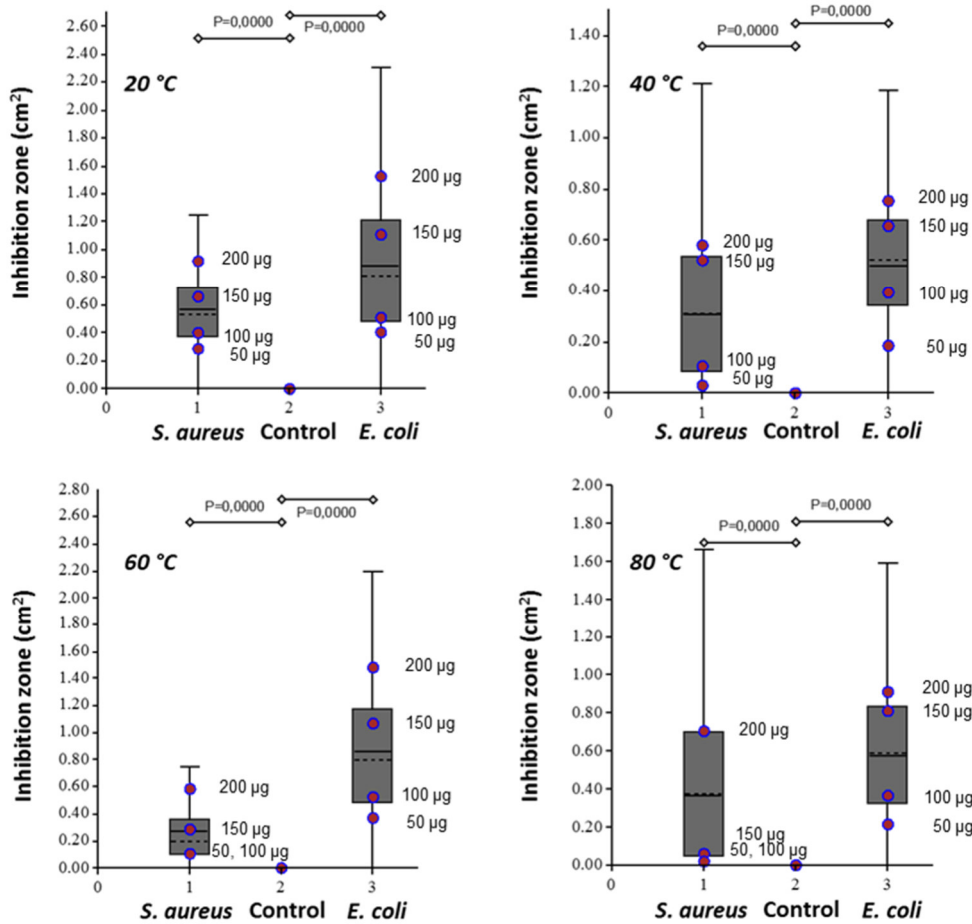 2.60
2.40
2.20
2.00
1.80
1.60
1.40
1.20
1.00
0.80
0.60
0.40
0.20
0.00
Inhibition zone (cm²)
20 °C
P=0,0000
P=0,0000
200 µg
150 µg
100 µg
50 µg
200 µg
150 µg
100 µg
50 µg
0
1
2
3
S. aureus Control E. coli
1.40
1.20
1.00
0.80
0.60
0.40
0.20
0.00
Inhibition zone (cm²)
40 °C
P=0,0000
P=0,0000
200 µg
150 µg
100 µg
50 µg
200 µg
150 µg
100 µg
50 µg
0
1
2
3
S. aureus Control E. coli
2.80
2.60
2.40
2.20
2.00
1.80
1.60
1.40
1.20
1.00
0.80
0.60
0.40
0.20
0.00
Inhibition zone (cm²)
60 °C
P=0,0000
P=0,0000
200 µg
150 µg
50, 100 µg
200 µg
150 µg
100 µg
50 µg
0
1
2
3
S. aureus Control E. coli
2.00
1.80
1.60
1.40
1.20
1.00
0.80
0.60
0.40
0.20
0.00
Inhibition zone (cm²)
80 °C
P=0,0000
P=0,0000
200 µg
150 µg
50, 100 µg
200 µg
150 µg
100 µg
50 µg
0
1
2
3
S. aureus Control E. coli